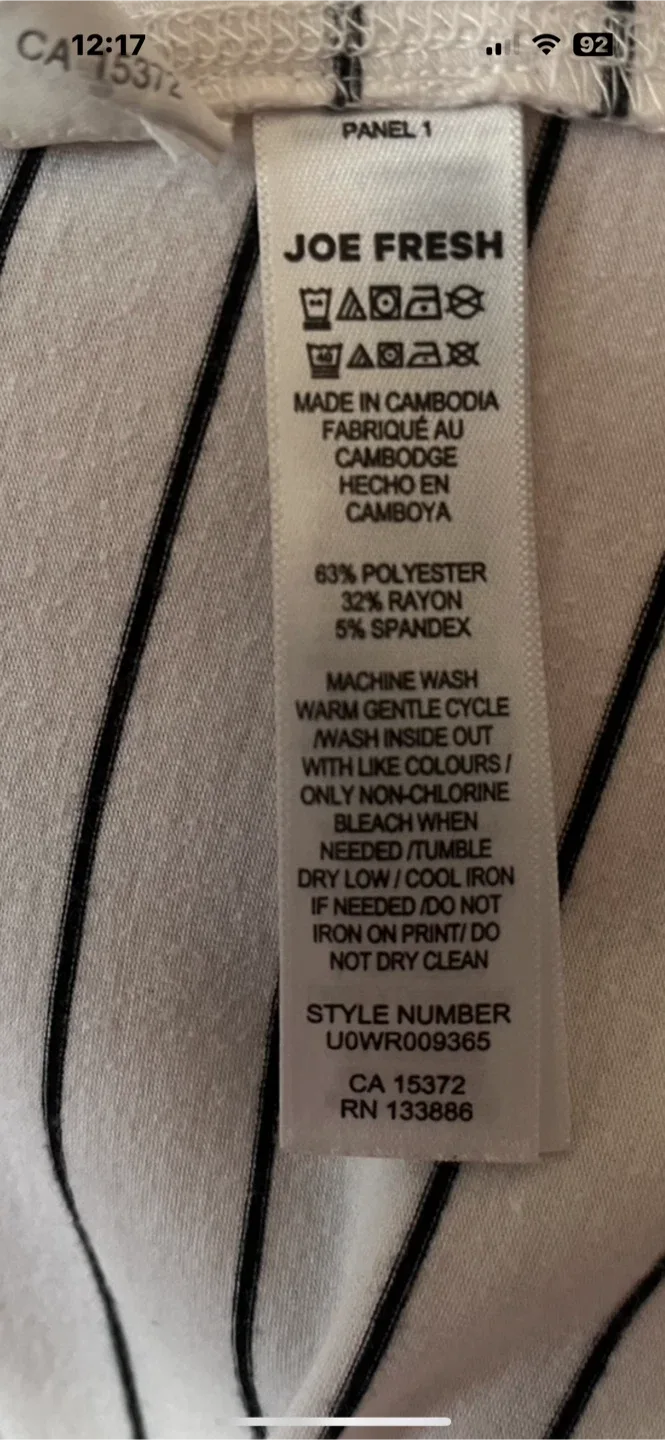 12:17
92
CA 15372
PANEL 1
JOE FRESH
40
MADE IN CAMBODIA
FABRIQUÉ AU
CAMBODGE
HECHO EN
CAMBOYA
63% POLYESTER
32% RAYON
5% SPANDEX
MACHINE WASH
WARM GENTLE CYCLE
/WASH INSIDE OUT
WITH LIKE COLOURS /
ONLY NON-CHLORINE
BLEACH WHEN
NEEDED /TUMBLE
DRY LOW / COOL IRON
IF NEEDED /DO NOT
IRON ON PRINT/ DO
NOT DRY CLEAN
STYLE NUMBER
U0WR009365
CA 15372
RN 133886